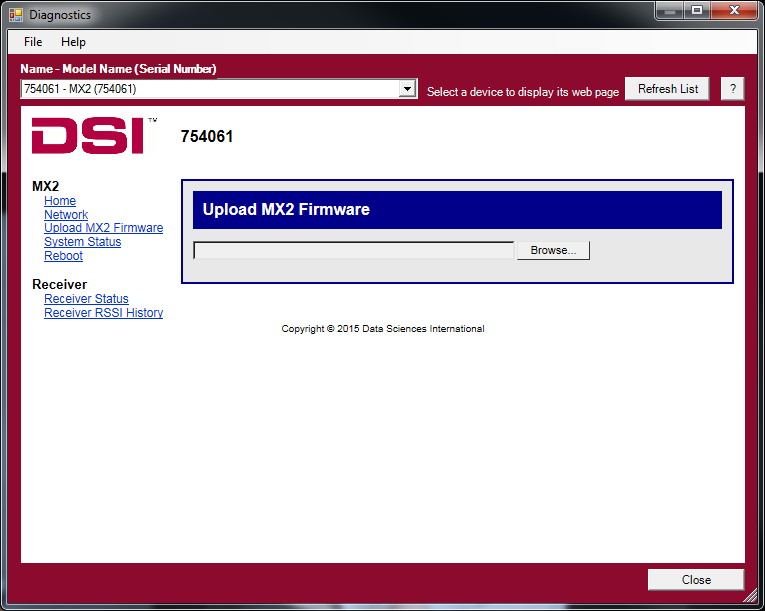 Diagnostics
File Help
Name - Model Name (Serial Number)
754061 - MX2 (754061)
Select a device to display its web page
Refresh List
?
DSI™
754061
MX2
Home
Network
Upload MX2 Firmware
System Status
Reboot
Receiver
Receiver Status
Receiver RSSI History
Upload MX2 Firmware
Browse...
Copyright © 2015 Data Sciences International
Close